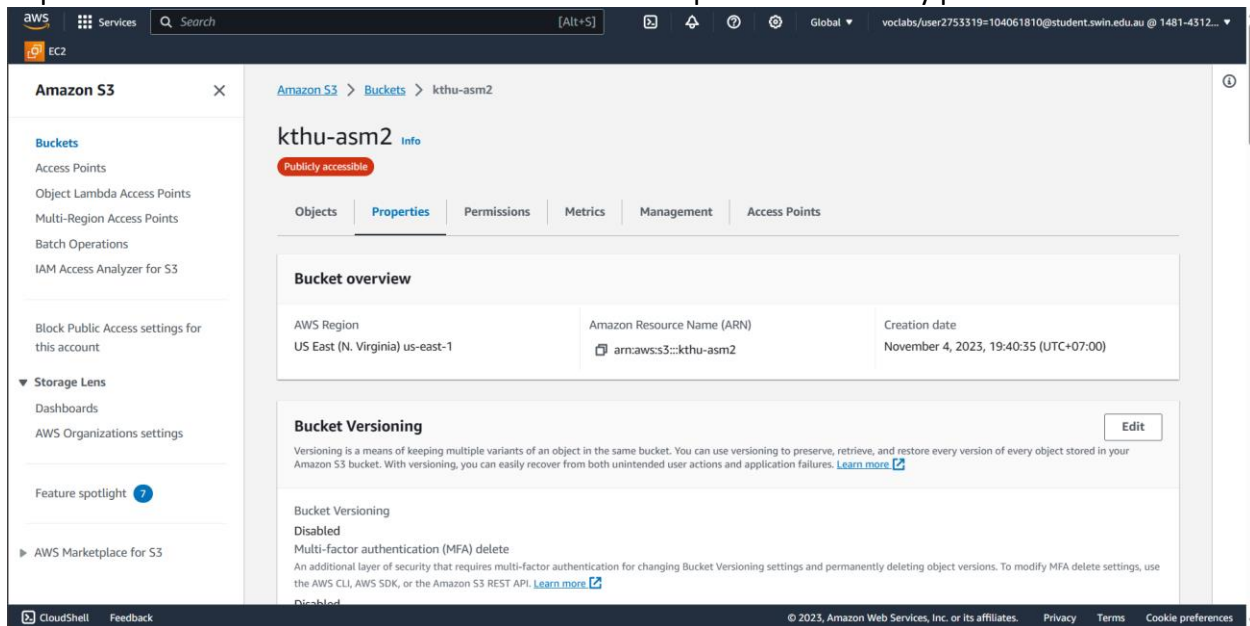 aws Services Search [Alt+S] Global ▼ voclabs/user2753319=104061810@student.swin.edu.au @ 1481-4312... ▼
EC2
Amazon S3
Buckets
Access Points
Object Lambda Access Points
Multi-Region Access Points
Batch Operations
IAM Access Analyzer for S3
Block Public Access settings for
this account
▼ Storage Lens
Dashboards
AWS Organizations settings
Feature spotlight 7
▶ AWS Marketplace for S3
Amazon S3 > Buckets > kthu-asm2
kthu-asm2 Info
Publicly accessible
Objects Properties Permissions Metrics Management Access Points
Bucket overview
AWS Region
US East (N. Virginia) us-east-1
Amazon Resource Name (ARN)
arn:aws:s3:::kthu-asm2
Creation date
November 4, 2023, 19:40:35 (UTC+07:00)
Bucket Versioning Edit
Versioning is a means of keeping multiple variants of an object in the same bucket. You can use versioning to preserve, retrieve, and restore every version of every object stored in your
Amazon S3 bucket. With versioning, you can easily recover from both unintended user actions and application failures. Learn more
Bucket Versioning
Disabled
Multi-factor authentication (MFA) delete
An additional layer of security that requires multi-factor authentication for changing Bucket Versioning settings and permanently deleting object versions. To modify MFA delete settings, use
the AWS CLI, AWS SDK, or the Amazon S3 REST API. Learn more
Disabled
CloudShell Feedback © 2023, Amazon Web Services, Inc. or its affiliates. Privacy Terms Cookie preferences